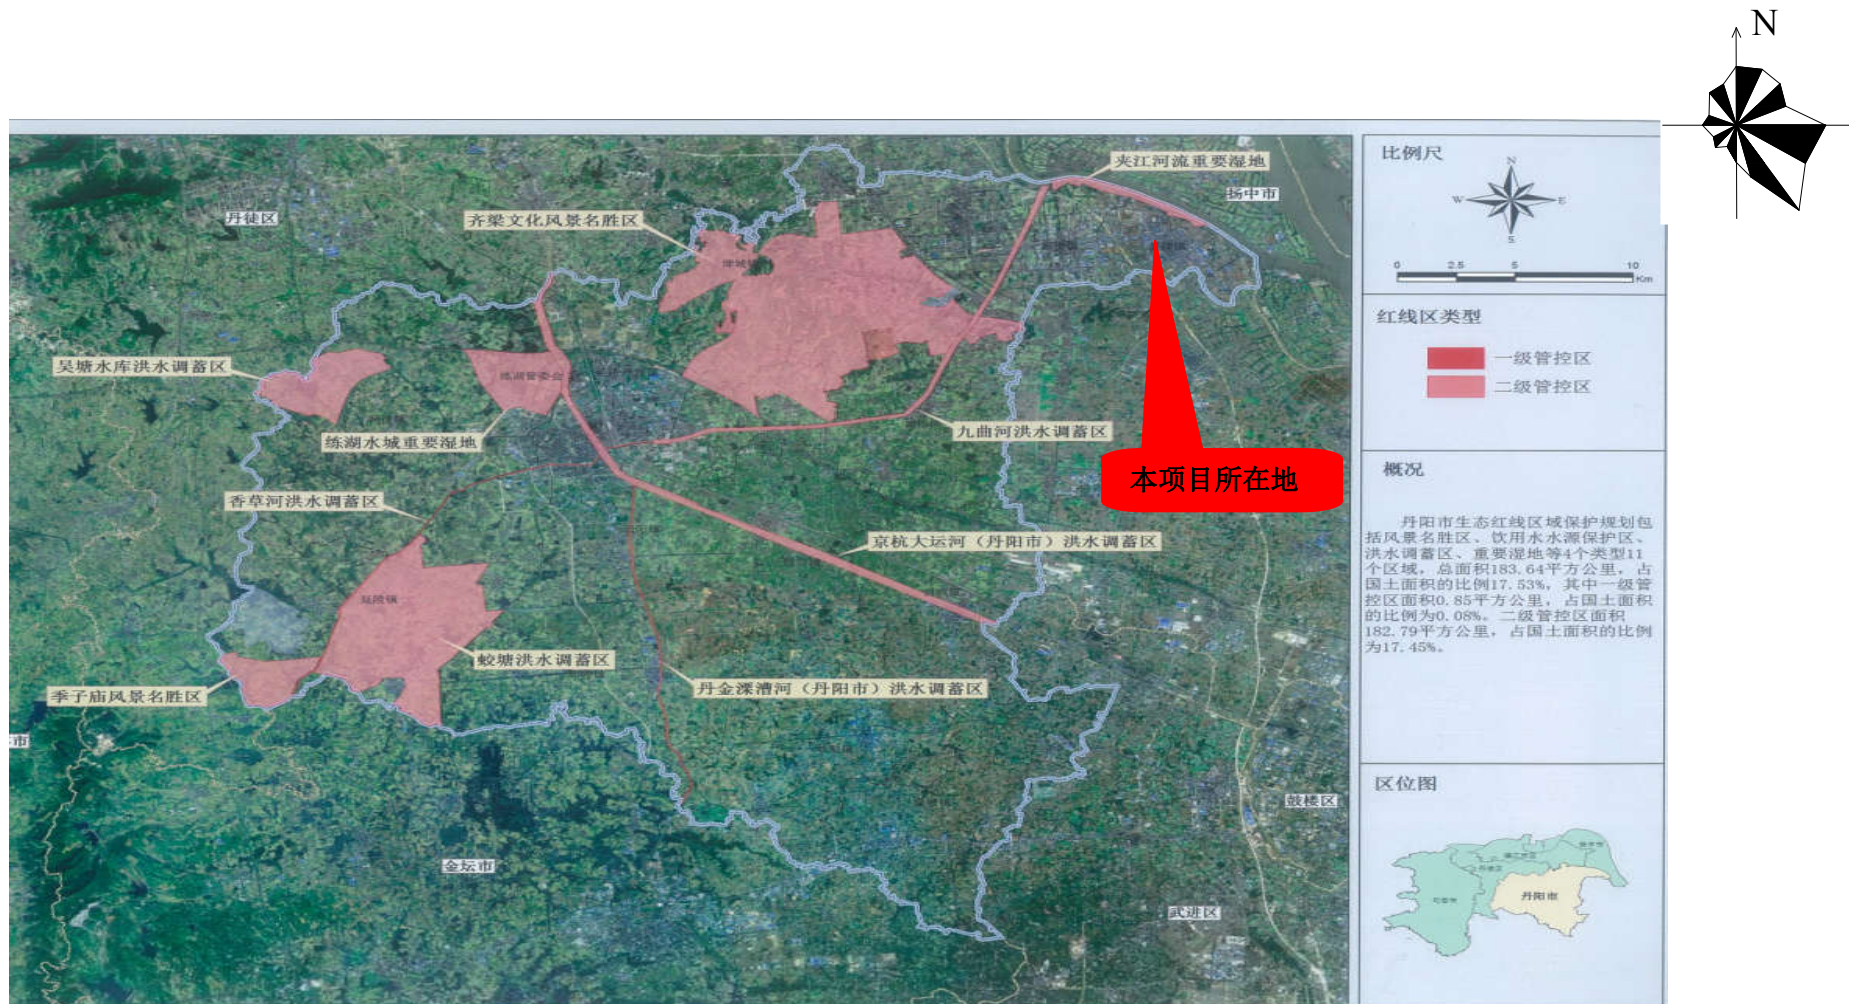 N
夹江河流重要湿地
扬中市
丹徒区
齐梁文化风景名胜区
吴塘水库洪水调蓄区
练湖管委会
练湖水城重要湿地
九曲河洪水调蓄区
本项目所在地
香草河洪水调蓄区
京杭大运河（丹阳市）洪水调蓄区
延陵镇
蛟塘洪水调蓄区
季子庙风景名胜区
丹金溧漕河（丹阳市）洪水调蓄区
市
鼓楼区
金坛市
武进区
比例尺
N
W
E
S
0 2.5 5 10
Km
红线区类型
一级管控区
二级管控区
概况
丹阳市生态红线区域保护规划包
括风景名胜区、饮用水水源保护区、
洪水调蓄区、重要湿地等4个类型11
个区域，总面积183.64平方公里，占
国土面积的比例17.53%，其中一级管
控区面积0.85平方公里，占国土面积
的比例为0.08%。二级管控区面积
182.79平方公里，占国土面积的比例
为17.45%。
区位图
丹阳市